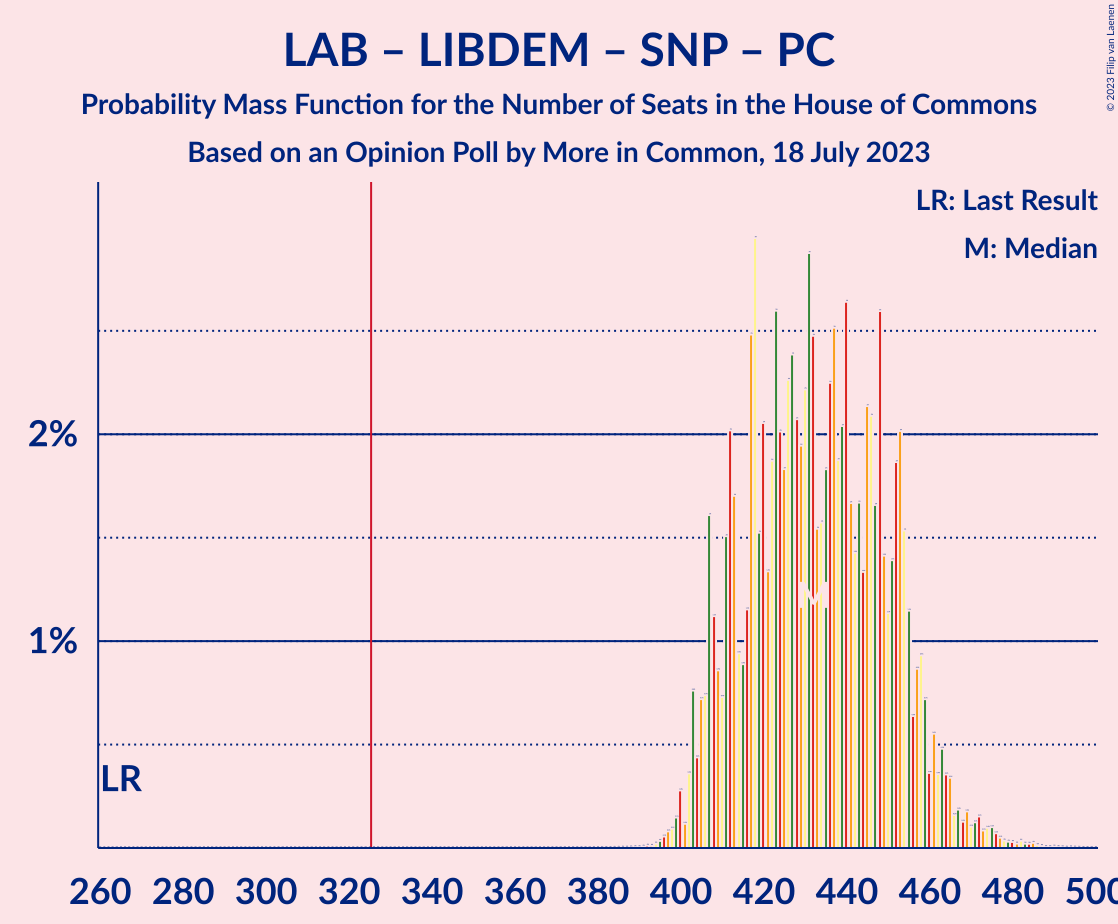 LAB – LIBDEM – SNP – PC
Probability Mass Function for the Number of Seats in the House of Commons
Based on an Opinion Poll by More in Common, 18 July 2023
© 2023 Filip van Laenen
LR: Last Result
M: Median
2%
1%
M
LR
260 280 300 320 340 360 380 400 420 440 460 480 500